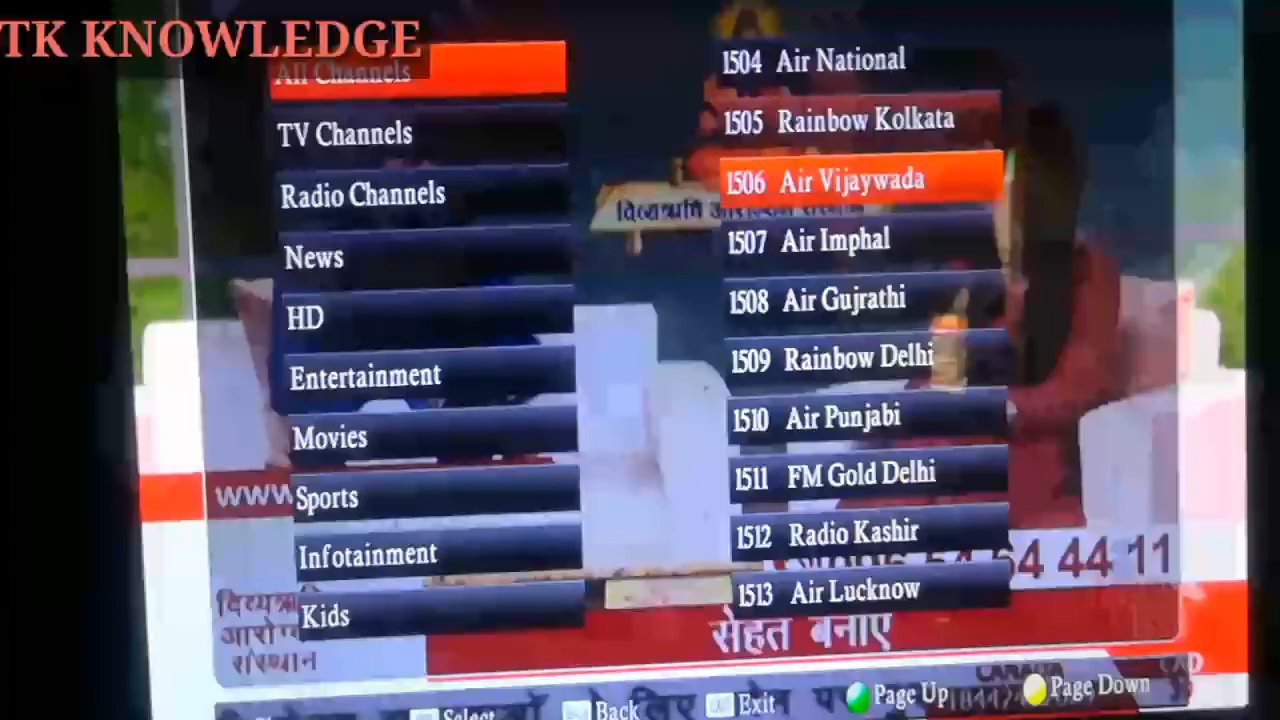 TK KNOWLEDGE
All Channels
TV Channels
Radio Channels
News
HD
Entertainment
Movies
Sports
Infotainment
Kids
1504 Air National
1505 Rainbow Kolkata
1506 Air Vijaywada
1507 Air Imphal
1508 Air Gujrathi
1509 Rainbow Delhi
1510 Air Punjabi
1511 FM Gold Delhi
1512 Radio Kashir
1513 Air Lucknow
www
54 44 11
सेहत बनाए
संस्थान
Select
Back
Exit
Page Up
Page Down